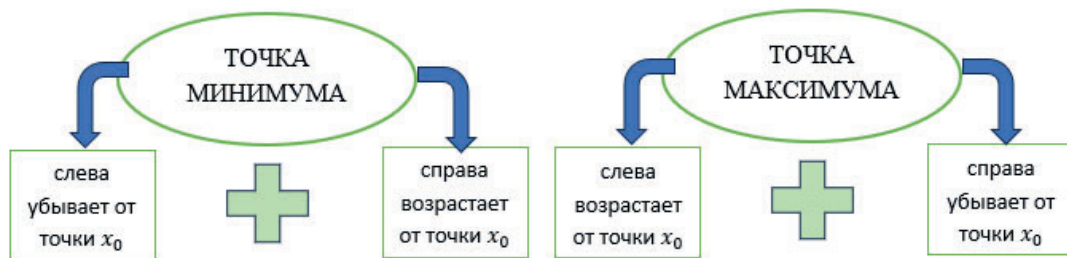 ТОЧКА
МИНИМУМА
слева
убывает от
точки x₀
справа
возрастает
от точки x₀
ТОЧКА
МАКСИМУМА
слева
возрастает
от точки x₀
справа
убывает от
точки x₀